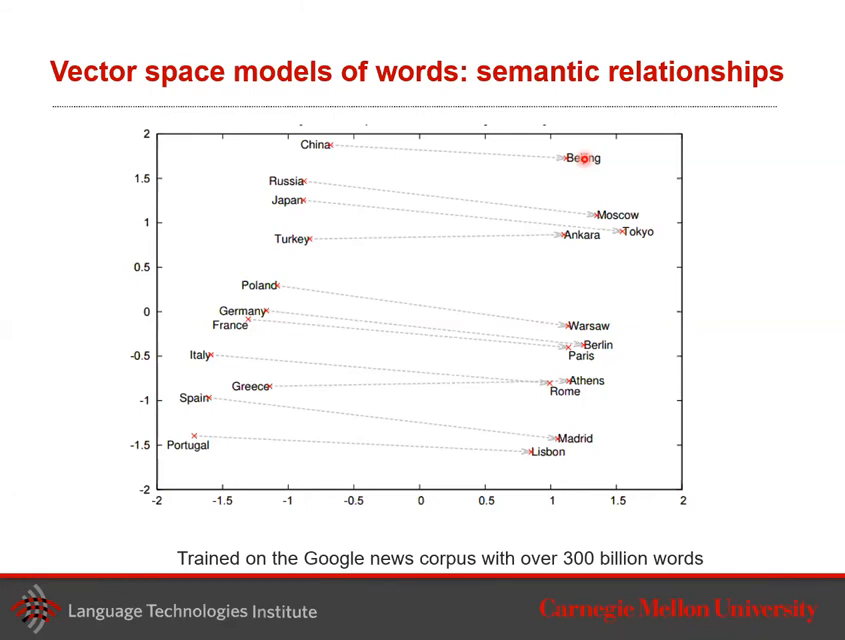 Vector space models of words: semantic relationships
2
China
1.5
Russia
Moscow
Japan
1
Tokyo
Turkey
Ankara
0.5
Poland
0
Germany
Warsaw
France
Berlin
-0.5
Italy
Paris
Greece
Athens
Rome
-1
Spain
Madrid
-1.5
Portugal
Lisbon
-2
-2 -1.5 -1 -0.5 0 0.5 1 1.5 2
Trained on the Google news corpus with over 300 billion words
Language Technologies Institute
Carnegie Mellon University